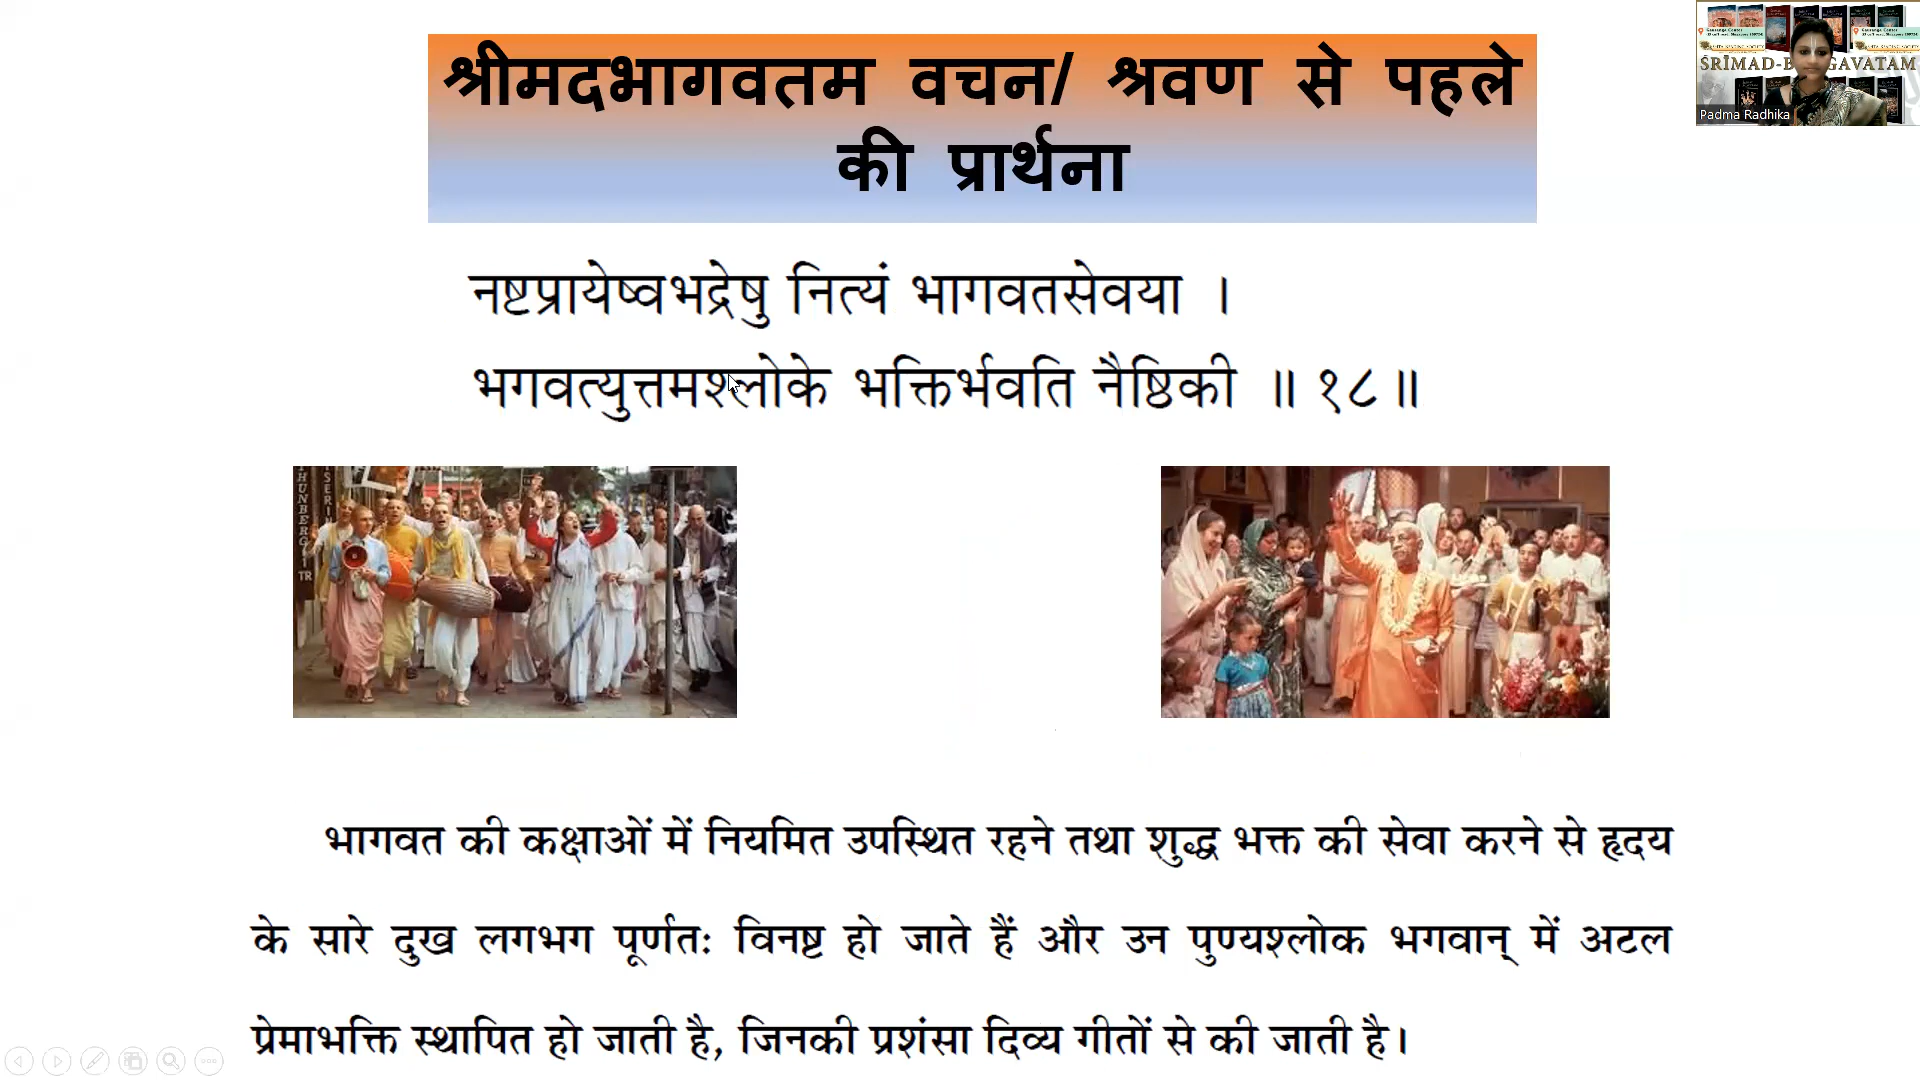 श्रीमदभागवतम वचन/ श्रवण से पहले
की प्रार्थना
SRIMAD-B GAVATAM
Padma Radhika
नष्टप्रायेष्वभद्रेषु नित्यं भागवतसेवया ।
भगवत्युत्तमश्लोके भक्तिर्भवति नैष्ठिकी ॥ १८॥
भागवत की कक्षाओं में नियमित उपस्थित रहने तथा शुद्ध भक्त की सेवा करने से हृदय
के सारे दुख लगभग पूर्णतः विनष्ट हो जाते हैं और उन पुण्यश्लोक भगवान् में अटल
प्रेमाभक्ति स्थापित हो जाती है, जिनकी प्रशंसा दिव्य गीतों से की जाती है।